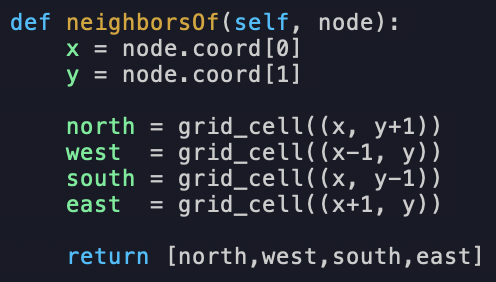 def neighborsOf(self, node):
    x = node.coord[0]
    y = node.coord[1]

    north = grid_cell((x, y+1))
    west  = grid_cell((x-1, y))
    south = grid_cell((x, y-1))
    east  = grid_cell((x+1, y))

    return [north,west,south,east]